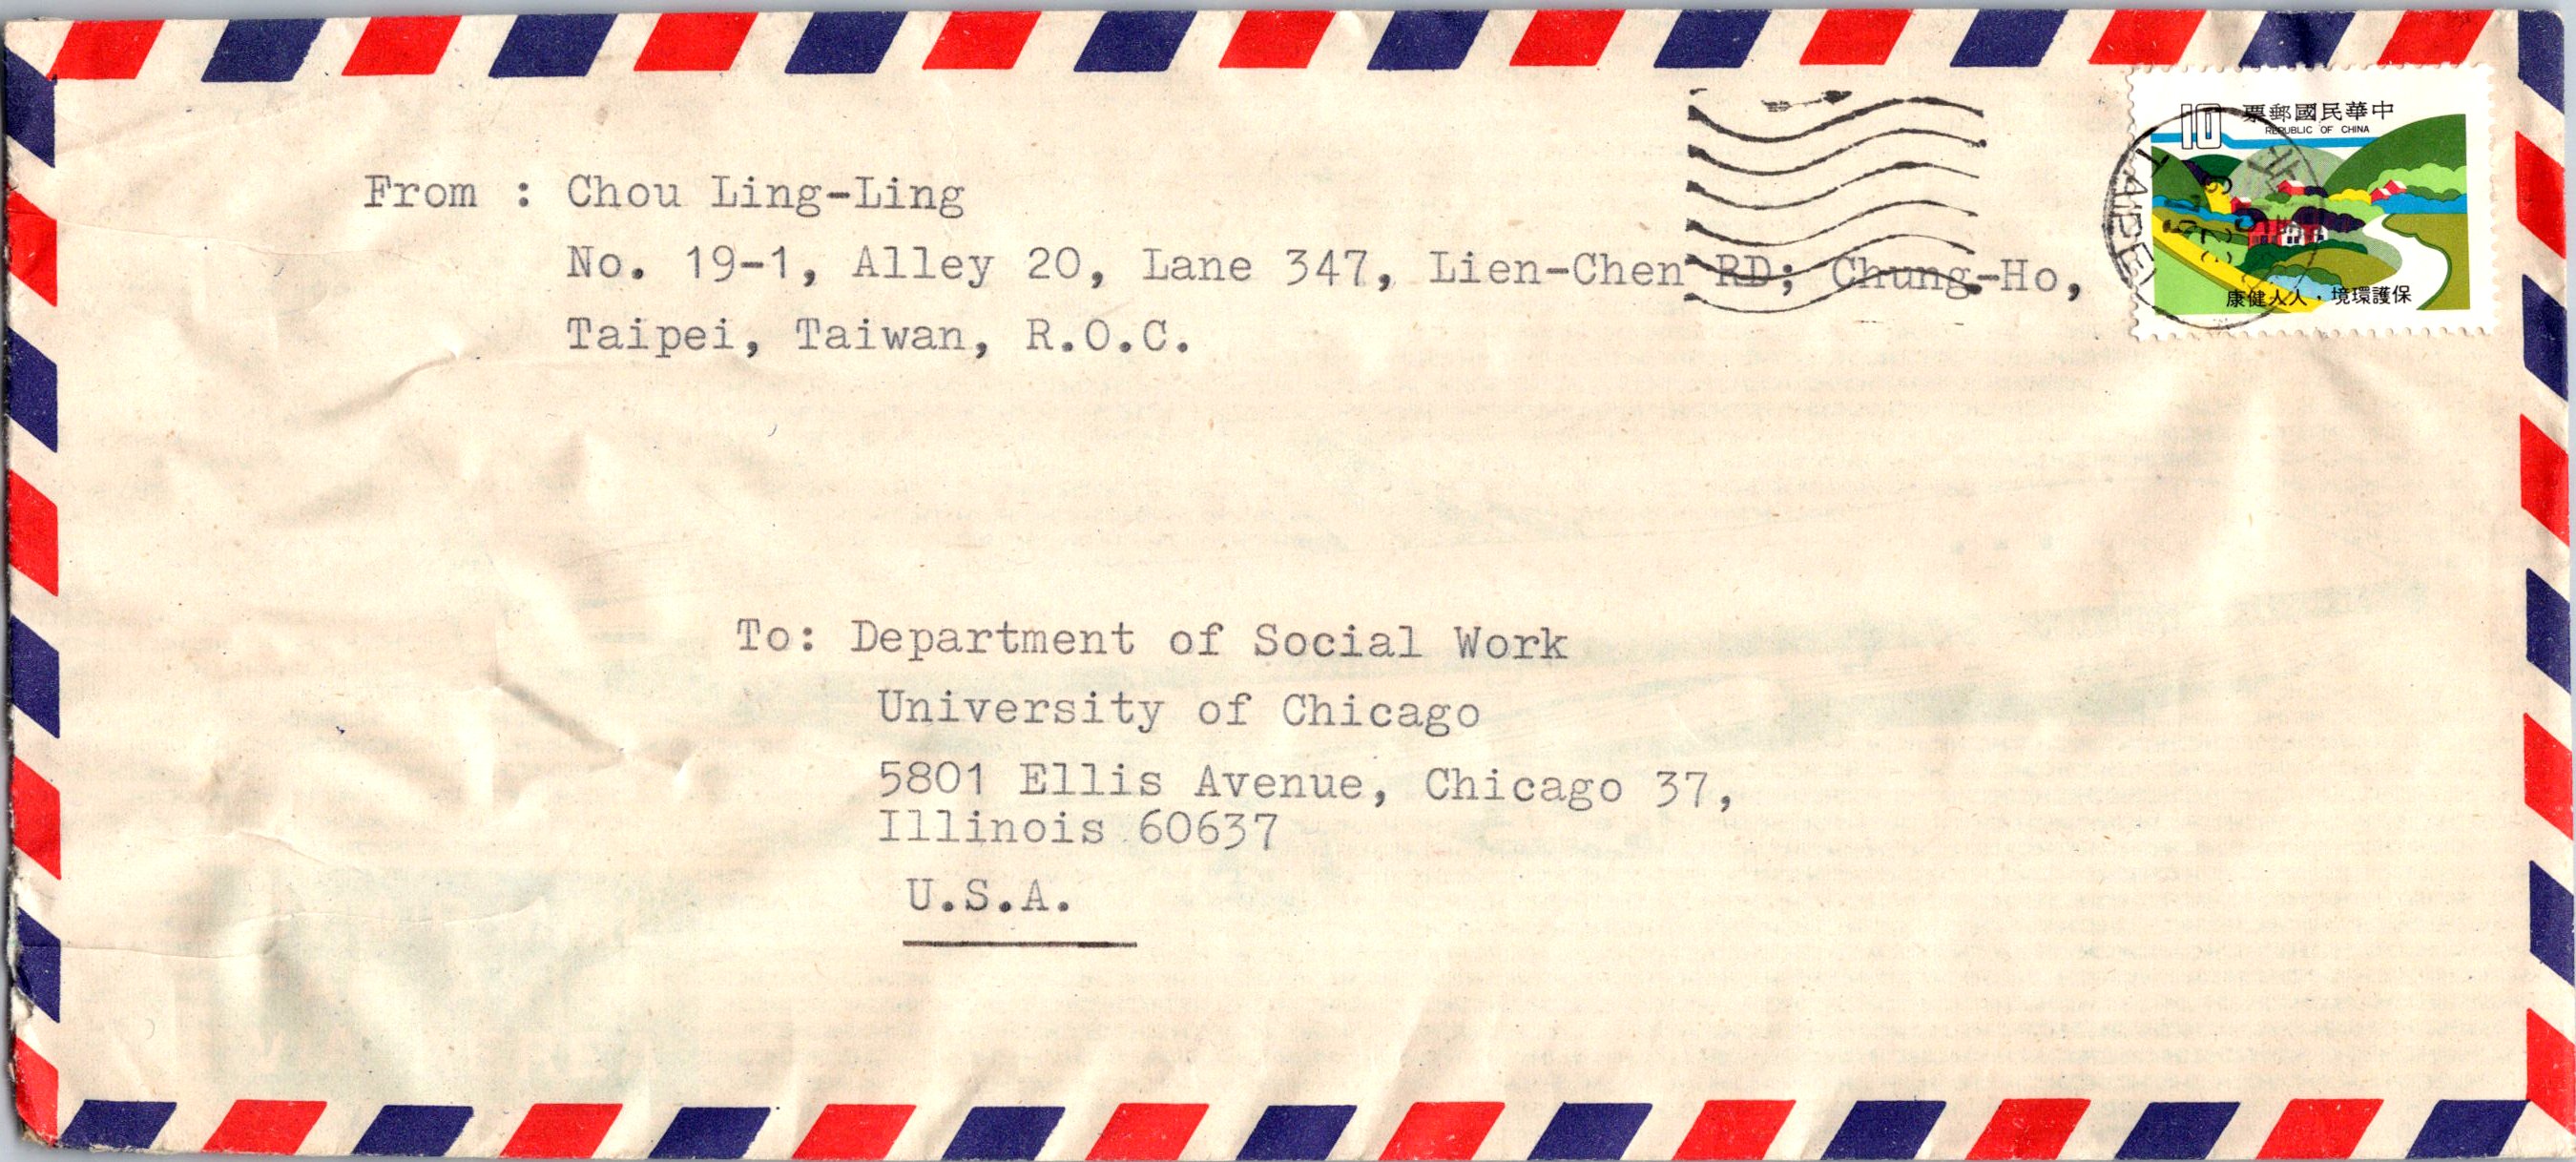 From : Chou Ling-Ling
No. 19-1, Alley 20, Lane 347, Lien-Chen RD; Chung-Ho,
Taipei, Taiwan, R.O.C.
10
票郵國民華中
REPUBLIC OF CHINA
康健人人，境環護保
TAIPEI
To: Department of Social Work
University of Chicago
5801 Ellis Avenue, Chicago 37,
Illinois 60637
U.S.A.